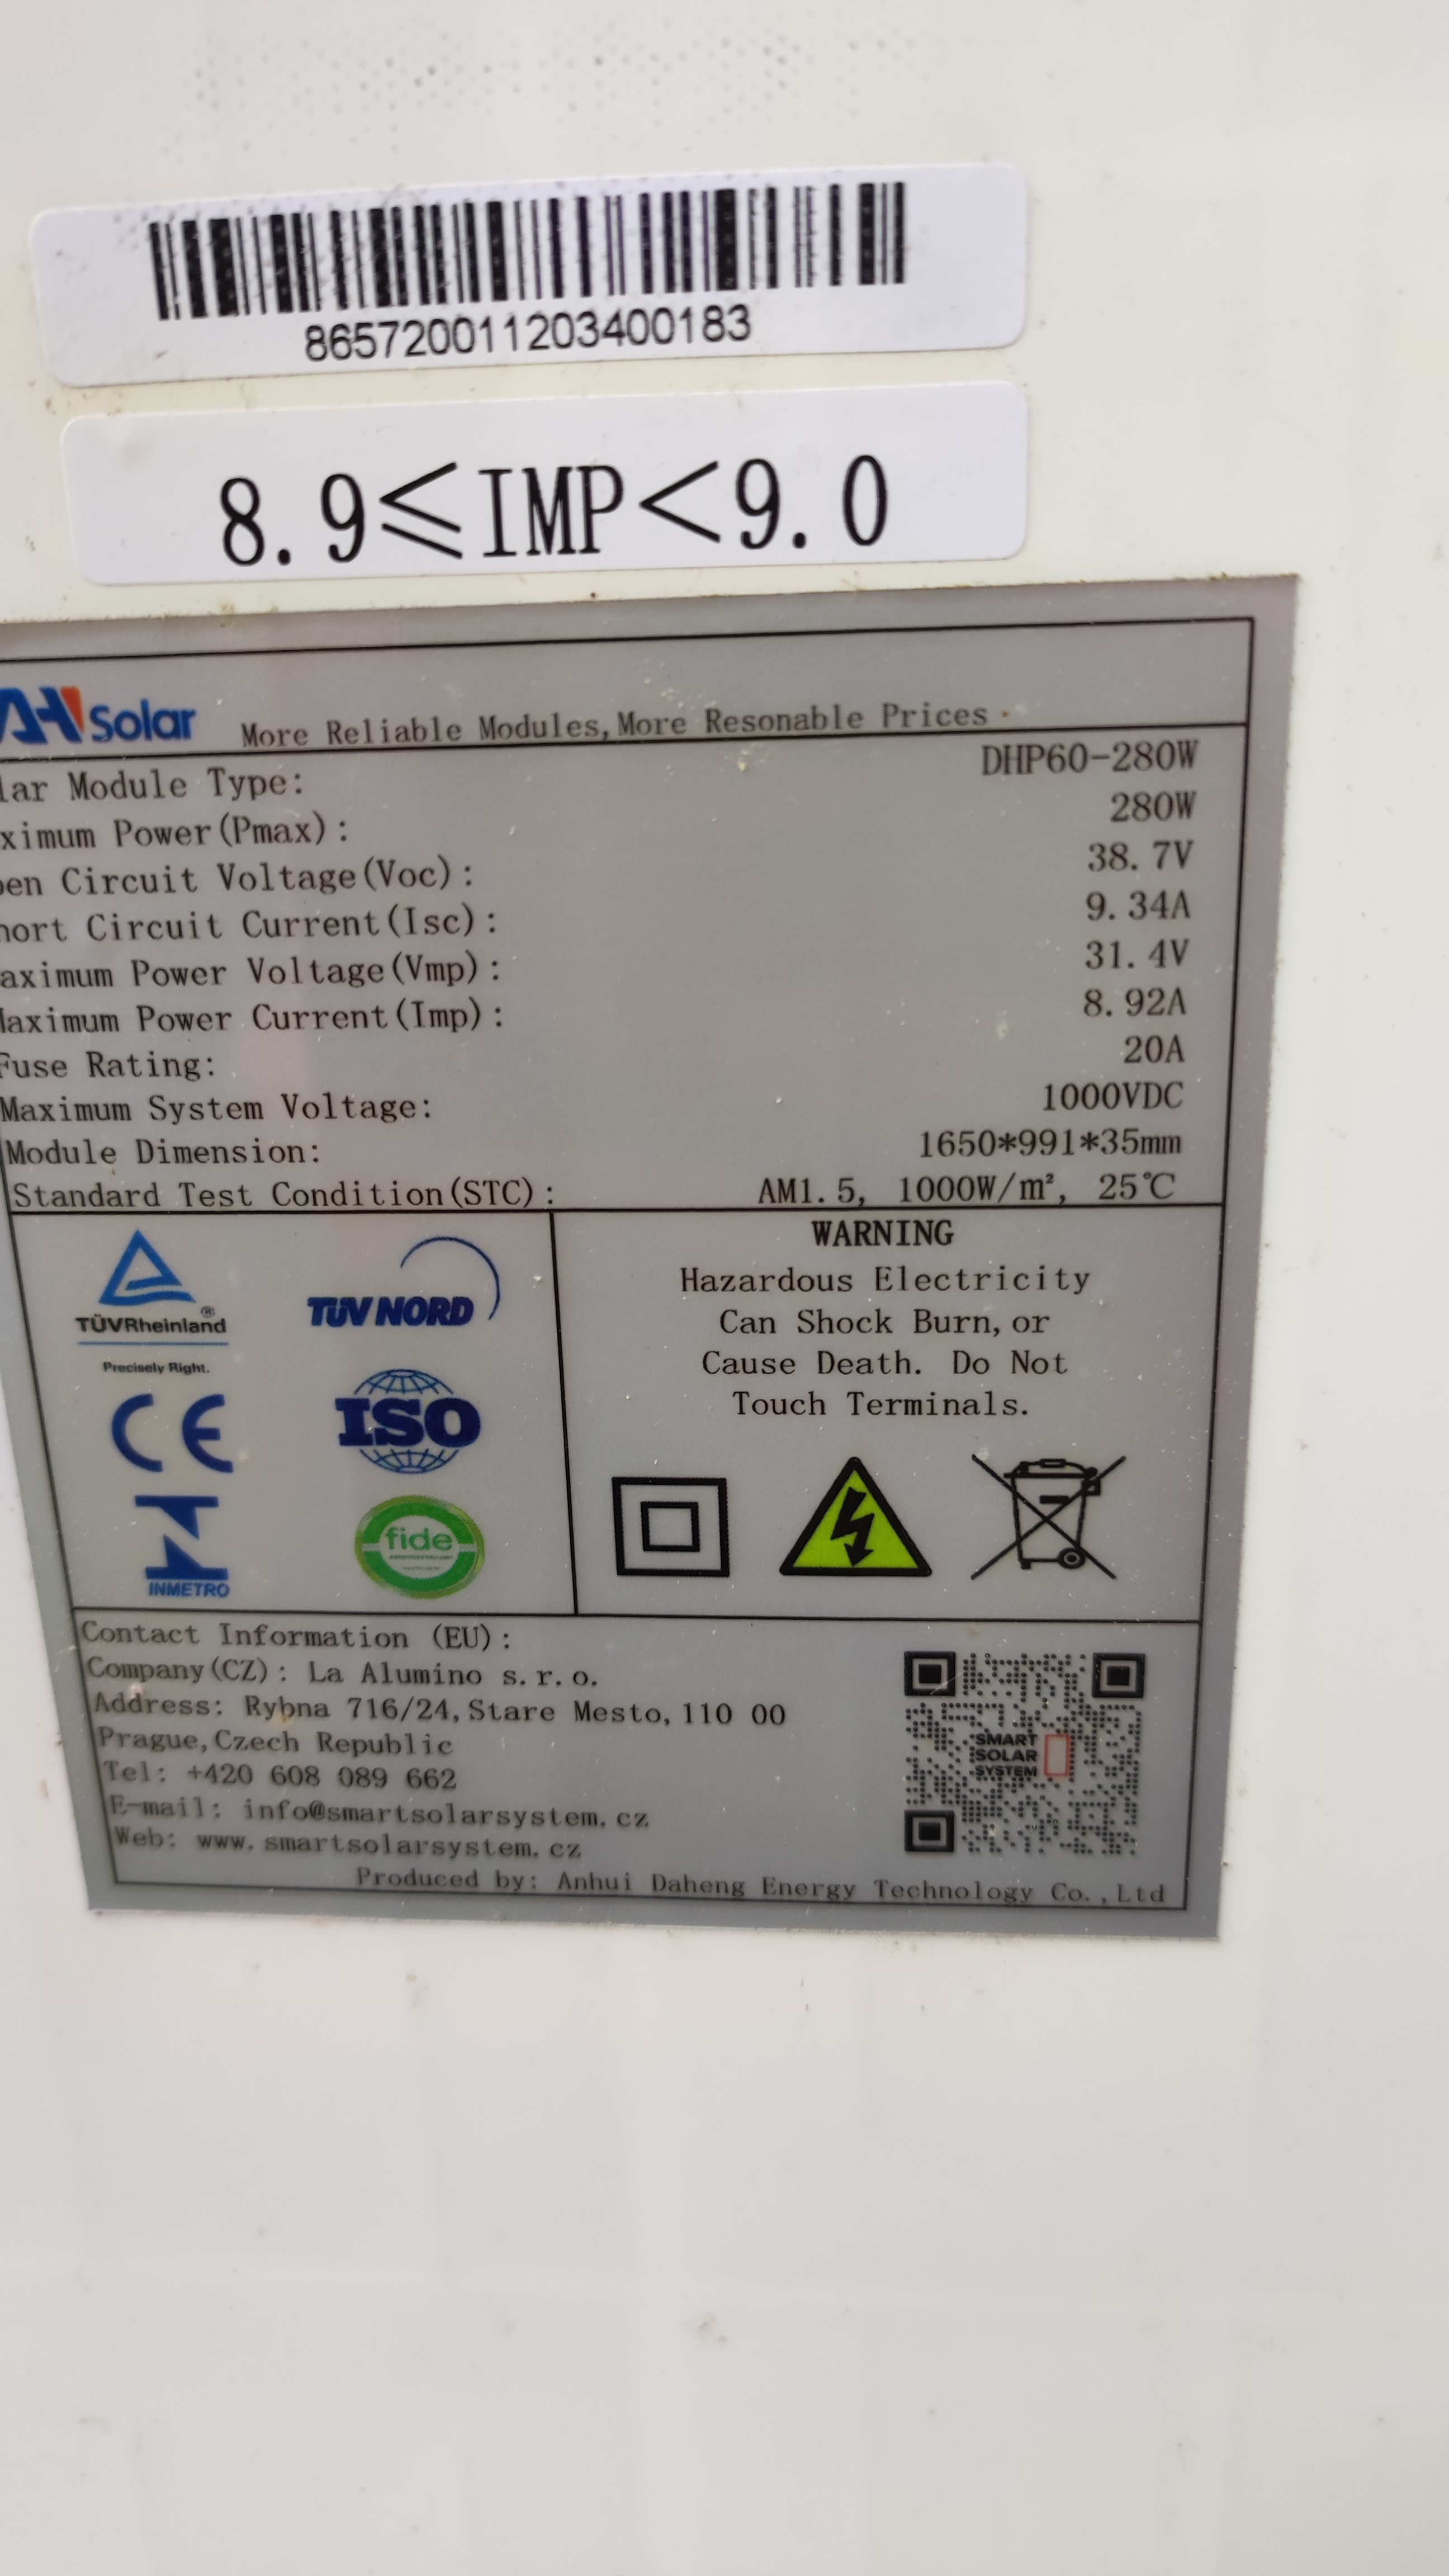 865720011203400183
8.9≤IMP<9.0
AH Solar More Reliable Modules,More Resonable Prices
lar Module Type: DHP60-280W
ximum Power(Pmax): 280W
en Circuit Voltage(Voc): 38.7V
hort Circuit Current(Isc): 9.34A
aximum Power Voltage(Vmp): 31.4V
Maximum Power Current(Imp): 8.92A
Fuse Rating: 20A
Maximum System Voltage: 1000VDC
Module Dimension: 1650*991*35mm
Standard Test Condition(STC): AM1.5, 1000W/m², 25℃
TÜVRheinland®
Precisely Right.
TÜV NORD
CE
ISO
INMETRO
fide
WARNING
Hazardous Electricity
Can Shock Burn, or
Cause Death. Do Not
Touch Terminals.
Contact Information (EU):
Company(CZ): La Alumino s.r.o.
Address: Rybna 716/24,Stare Mesto,110 00
Prague,Czech Republic
Tel: +420 608 089 662
E-mail: info@smartsolarsystem.cz
Web: www.smartsolarsystem.cz
SMART
SOLAR
SYSTEM
Produced by: Anhui Daheng Energy Technology Co.,Ltd